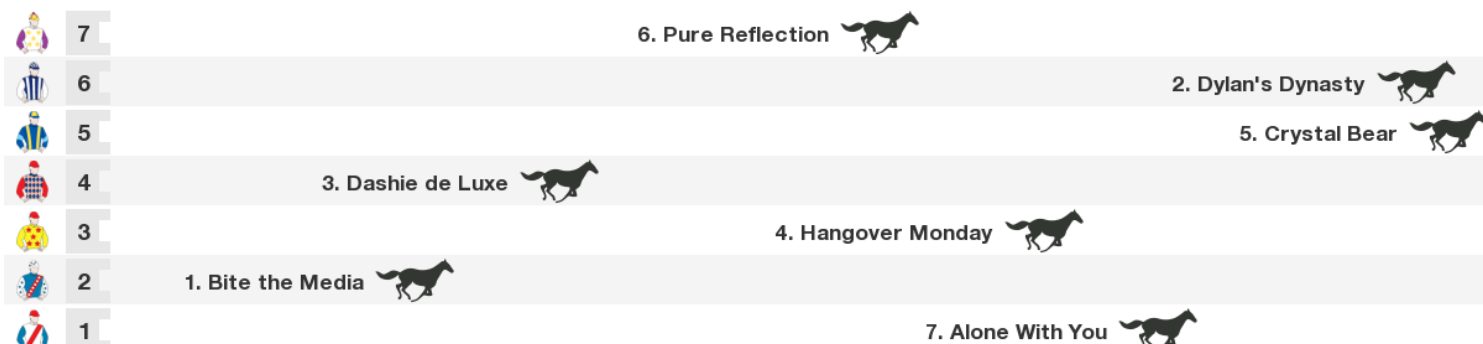 7 6. Pure Reflection
6 2. Dylan's Dynasty
5 5. Crystal Bear
4 3. Dashie de Luxe
3 4. Hangover Monday
2 1. Bite the Media
1 7. Alone With You